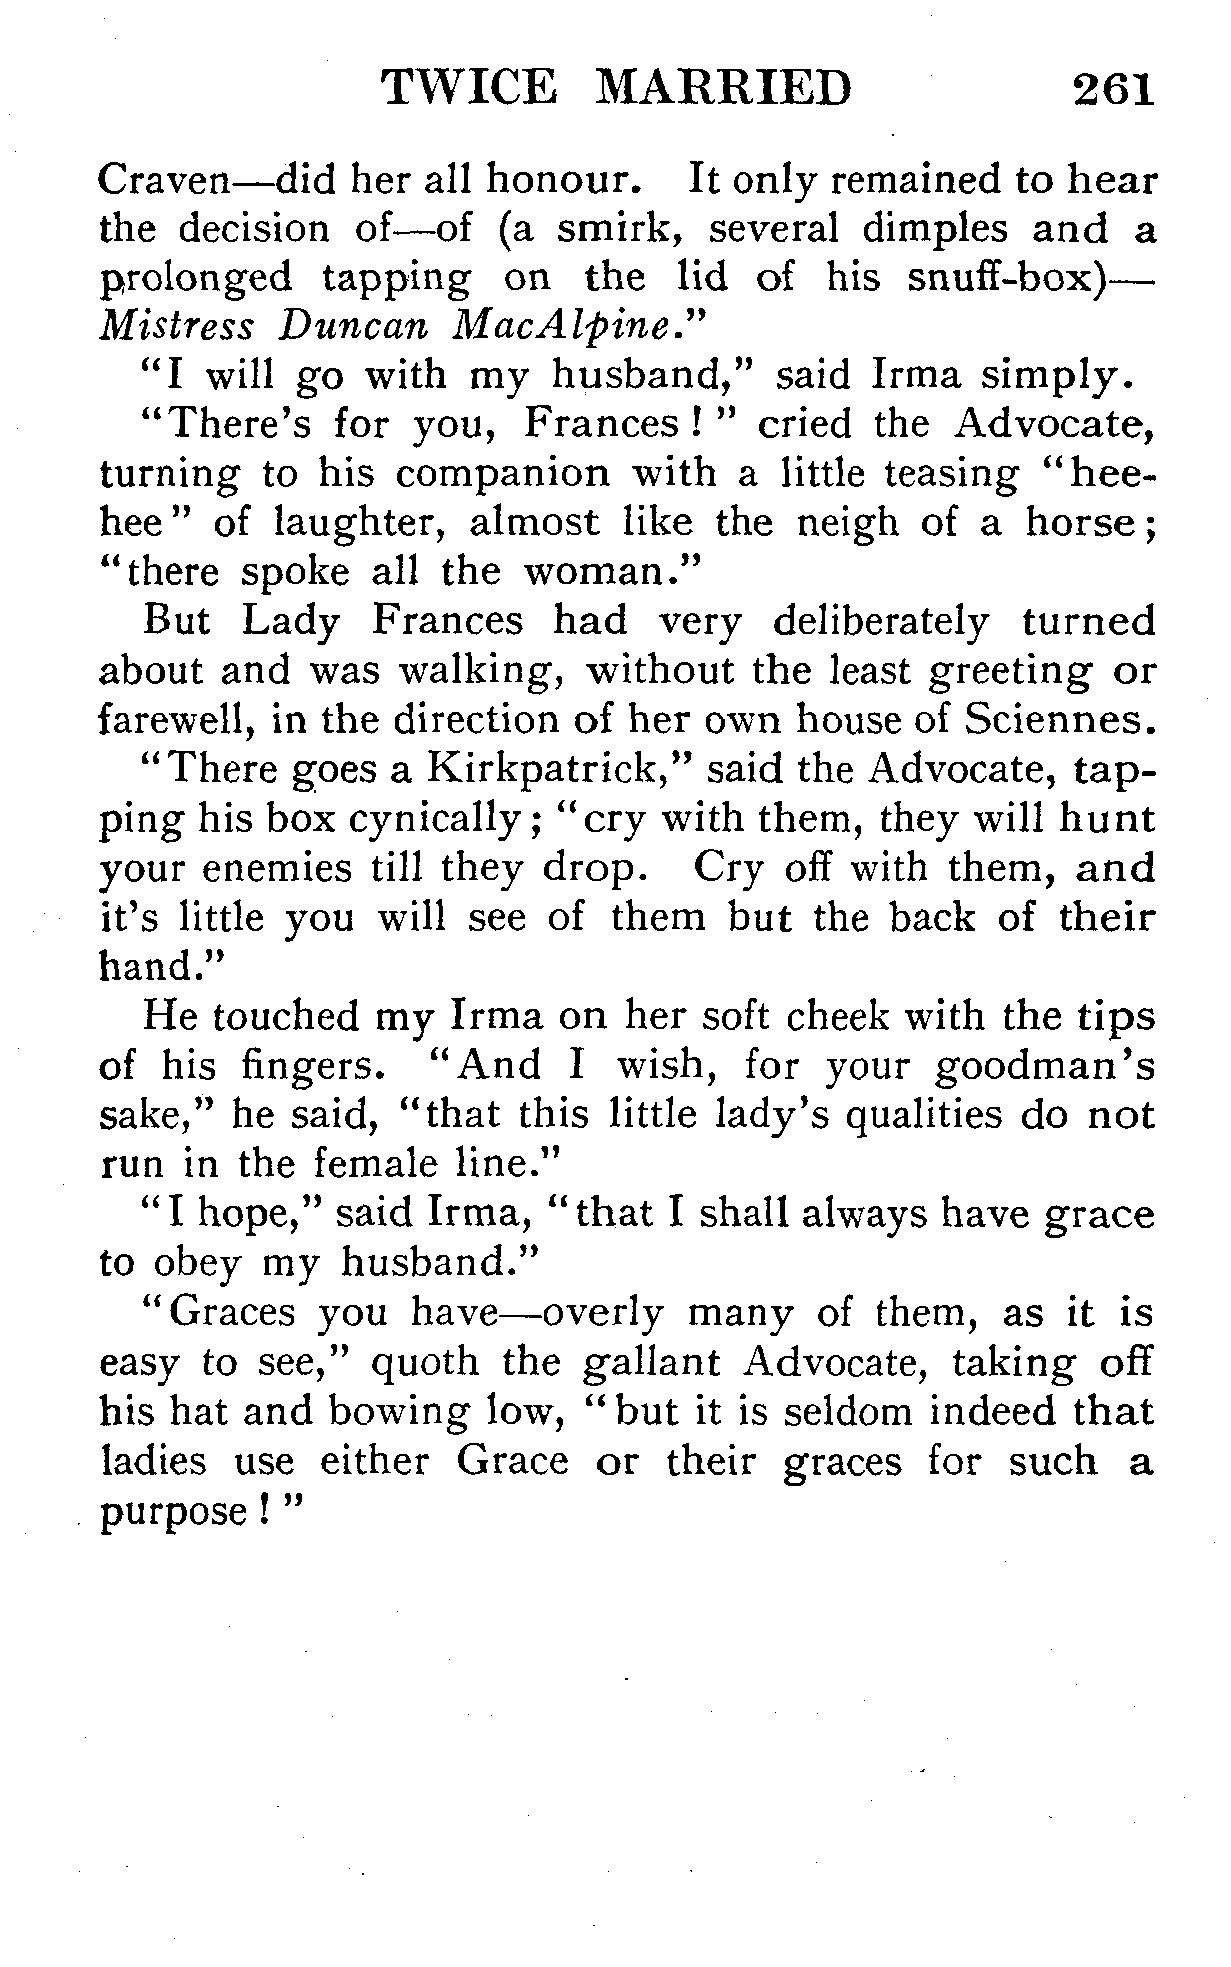 TWICE MARRIED 261
Craven—did her all honour. It only remained to hear
the decision of—of (a smirk, several dimples and a
prolonged tapping on the lid of his snuff-box)—
Mistress Duncan MacAlpine."
"I will go with my husband," said Irma simply.
"There's for you, Frances!" cried the Advocate,
turning to his companion with a little teasing "hee-
hee" of laughter, almost like the neigh of a horse;
"there spoke all the woman."
But Lady Frances had very deliberately turned
about and was walking, without the least greeting or
farewell, in the direction of her own house of Sciennes.
"There goes a Kirkpatrick," said the Advocate, tap-
ping his box cynically; "cry with them, they will hunt
your enemies till they drop. Cry off with them, and
it's little you will see of them but the back of their
hand."
He touched my Irma on her soft cheek with the tips
of his fingers. "And I wish, for your goodman's
sake," he said, "that this little lady's qualities do not
run in the female line."
"I hope," said Irma, "that I shall always have grace
to obey my husband."
"Graces you have—overly many of them, as it is
easy to see," quoth the gallant Advocate, taking off
his hat and bowing low, "but it is seldom indeed that
ladies use either Grace or their graces for such a
purpose!"